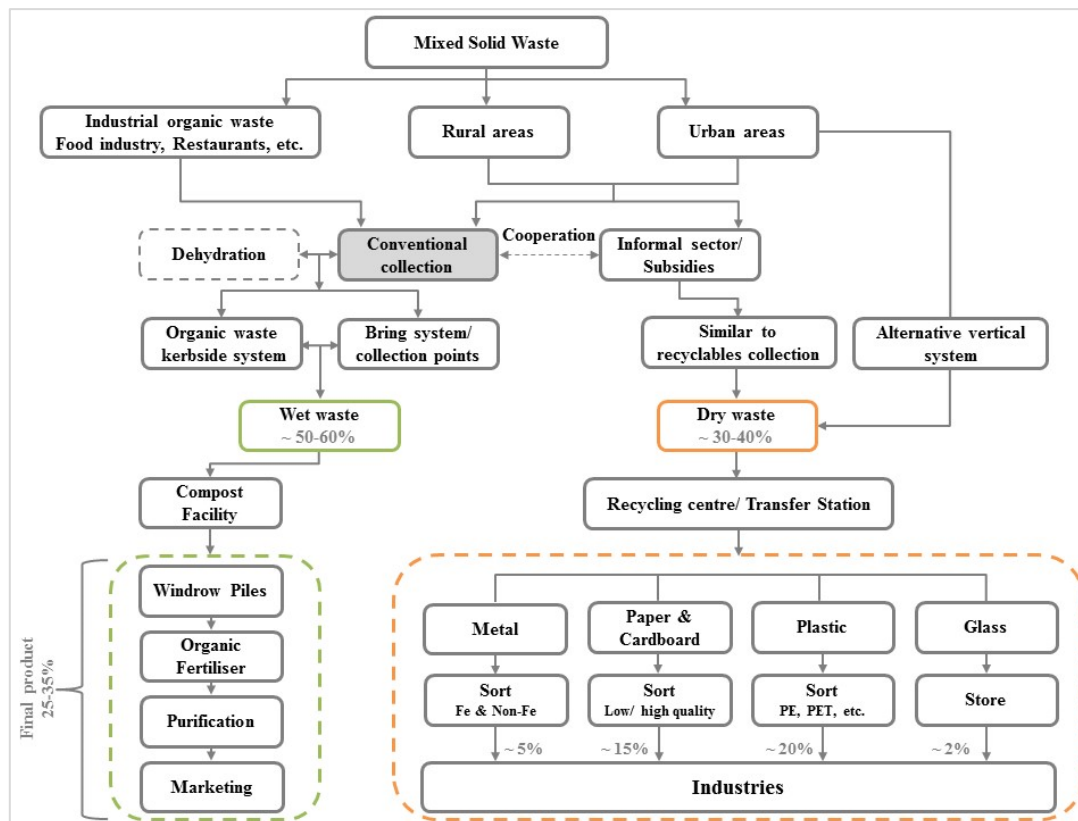 Mixed Solid Waste
Industrial organic waste
Food industry, Restaurants, etc.
Rural areas
Urban areas
Dehydration
Conventional
collection
Cooperation
Informal sector/
Subsidies
Organic waste
kerbside system
Bring system/
collection points
Similar to
recyclables collection
Alternative vertical
system
Wet waste
~ 50-60%
Dry waste
~ 30-40%
Compost
Facility
Recycling centre/ Transfer Station
Final product
25-35%
Windrow Piles
Organic
Fertiliser
Purification
Marketing
Metal
Paper &
Cardboard
Plastic
Glass
Sort
Fe & Non-Fe
Sort
Low/ high quality
Sort
PE, PET, etc.
Store
~ 5%
~ 15%
~ 20%
~ 2%
Industries